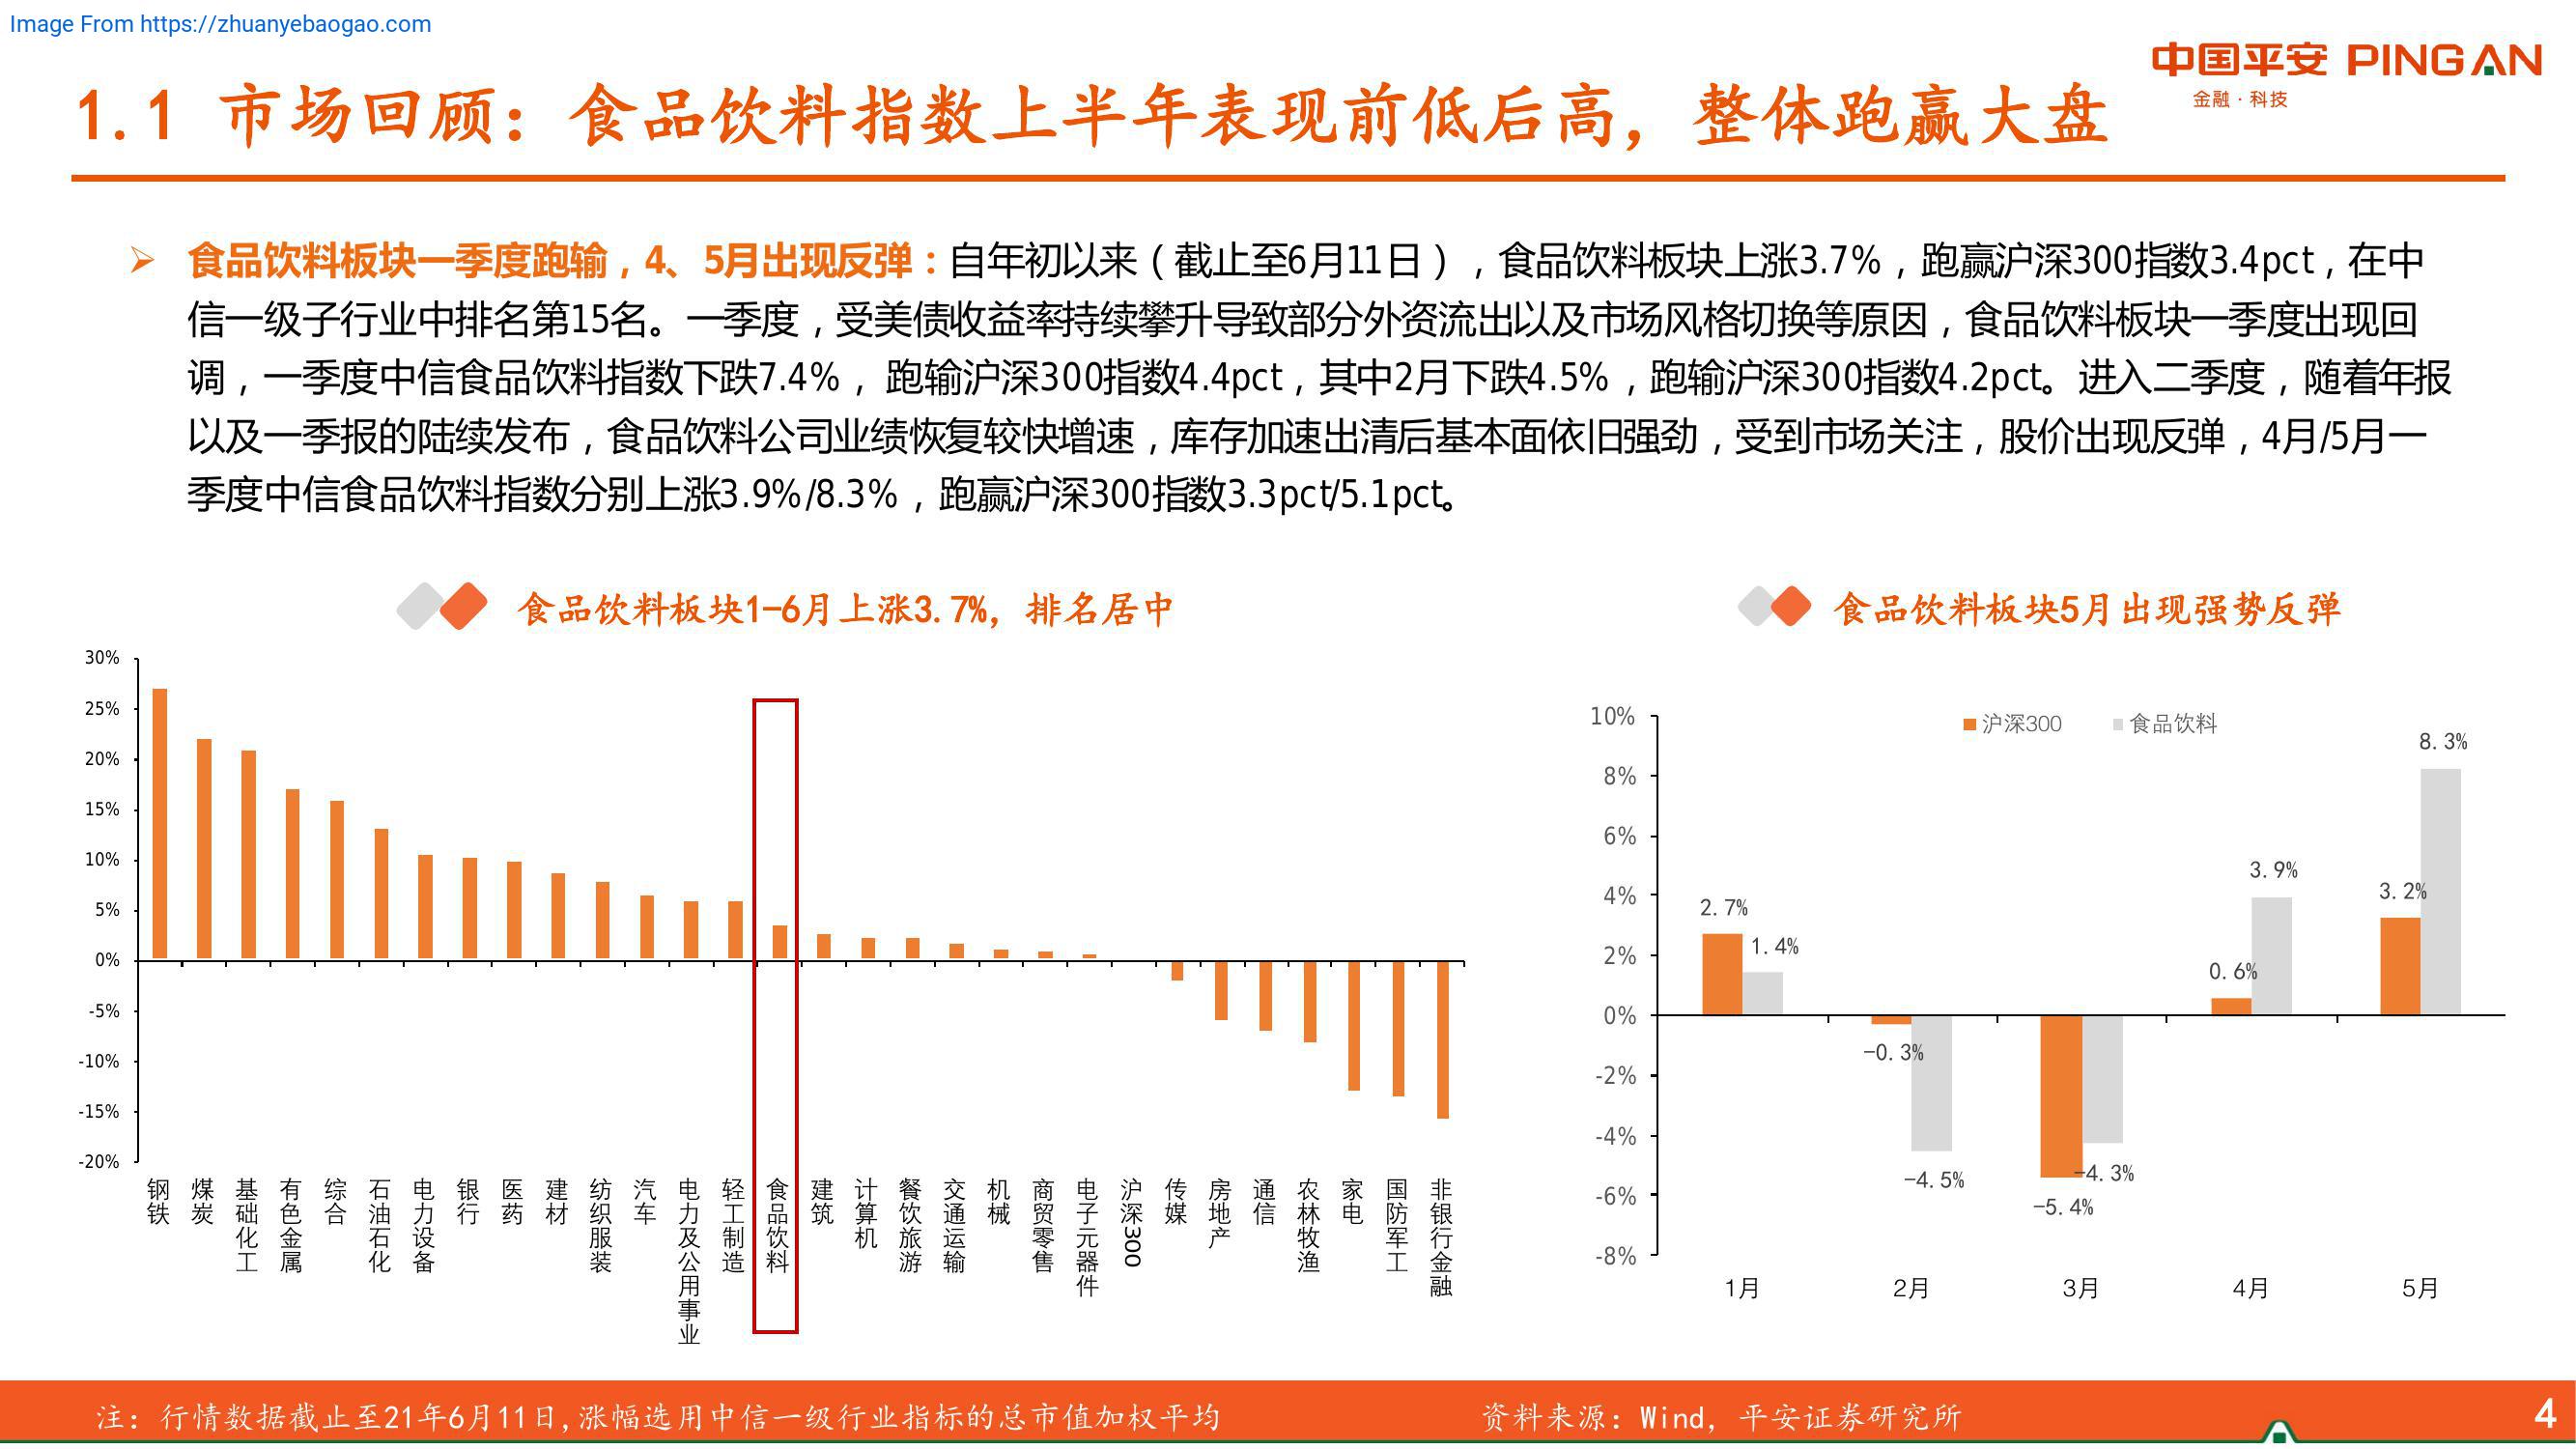 Image From https://zhuanyebaogao.com
中国平安 PINGAN
金融·科技
1.1 市场回顾：食品饮料指数上半年表现前低后高，整体跑赢大盘
食品饮料板块一季度跑输，4、5月出现反弹：自年初以来（截止至6月11日），食品饮料板块上涨3.7%，跑赢沪深300指数3.4pct，在中
信一级子行业中排名第15名。一季度，受美债收益率持续攀升导致部分外资流出以及市场风格切换等原因，食品饮料板块一季度出现回
调，一季度中信食品饮料指数下跌7.4%， 跑输沪深300指数4.4pct，其中2月下跌4.5%，跑输沪深300指数4.2pct。进入二季度，随着年报
以及一季报的陆续发布，食品饮料公司业绩恢复较快增速，库存加速出清后基本面依旧强劲，受到市场关注，股价出现反弹，4月/5月一
季度中信食品饮料指数分别上涨3.9%/8.3%，跑赢沪深300指数3.3pct/5.1pct。
食品饮料板块1-6月上涨3.7%，排名居中
30%
25%
20%
15%
10%
5%
0%
-5%
-10%
-15%
-20%
钢铁
煤炭
基础化工
有色金属
综合
石油石化
电力设备
银行
医药
建材
纺织服装
汽车
电力及公用事业
轻工制造
食品饮料
建筑
计算机
餐饮旅游
交通运输
机械
商贸零售
电子元器件
沪深300
传媒
房地产
通信
农林牧渔
家电
国防军工
非银行金融
食品饮料板块5月出现强势反弹
沪深300
食品饮料
10%
8%
6%
4%
2%
0%
-2%
-4%
-6%
-8%
2.7%
1.4%
-0.3%
-4.5%
-5.4%
-4.3%
0.6%
3.9%
3.2%
8.3%
1月
2月
3月
4月
5月
注：行情数据截止至21年6月11日,涨幅选用中信一级行业指标的总市值加权平均
资料来源：Wind，平安证券研究所
4